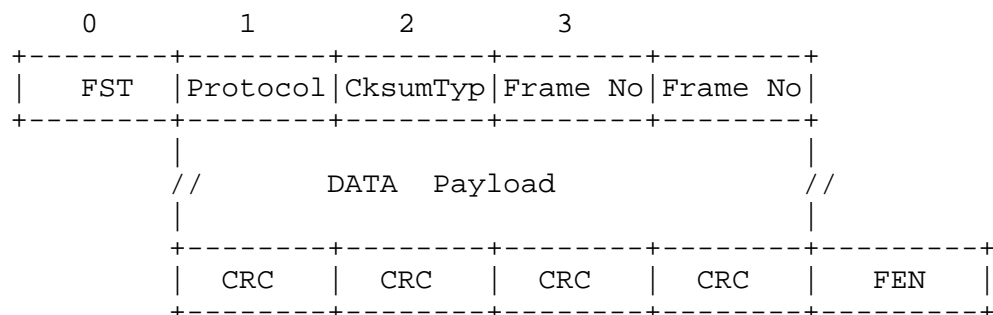 0 1 2 3
FST Protocol CksumTyp Frame No Frame No
// DATA Payload //
CRC CRC CRC CRC FEN